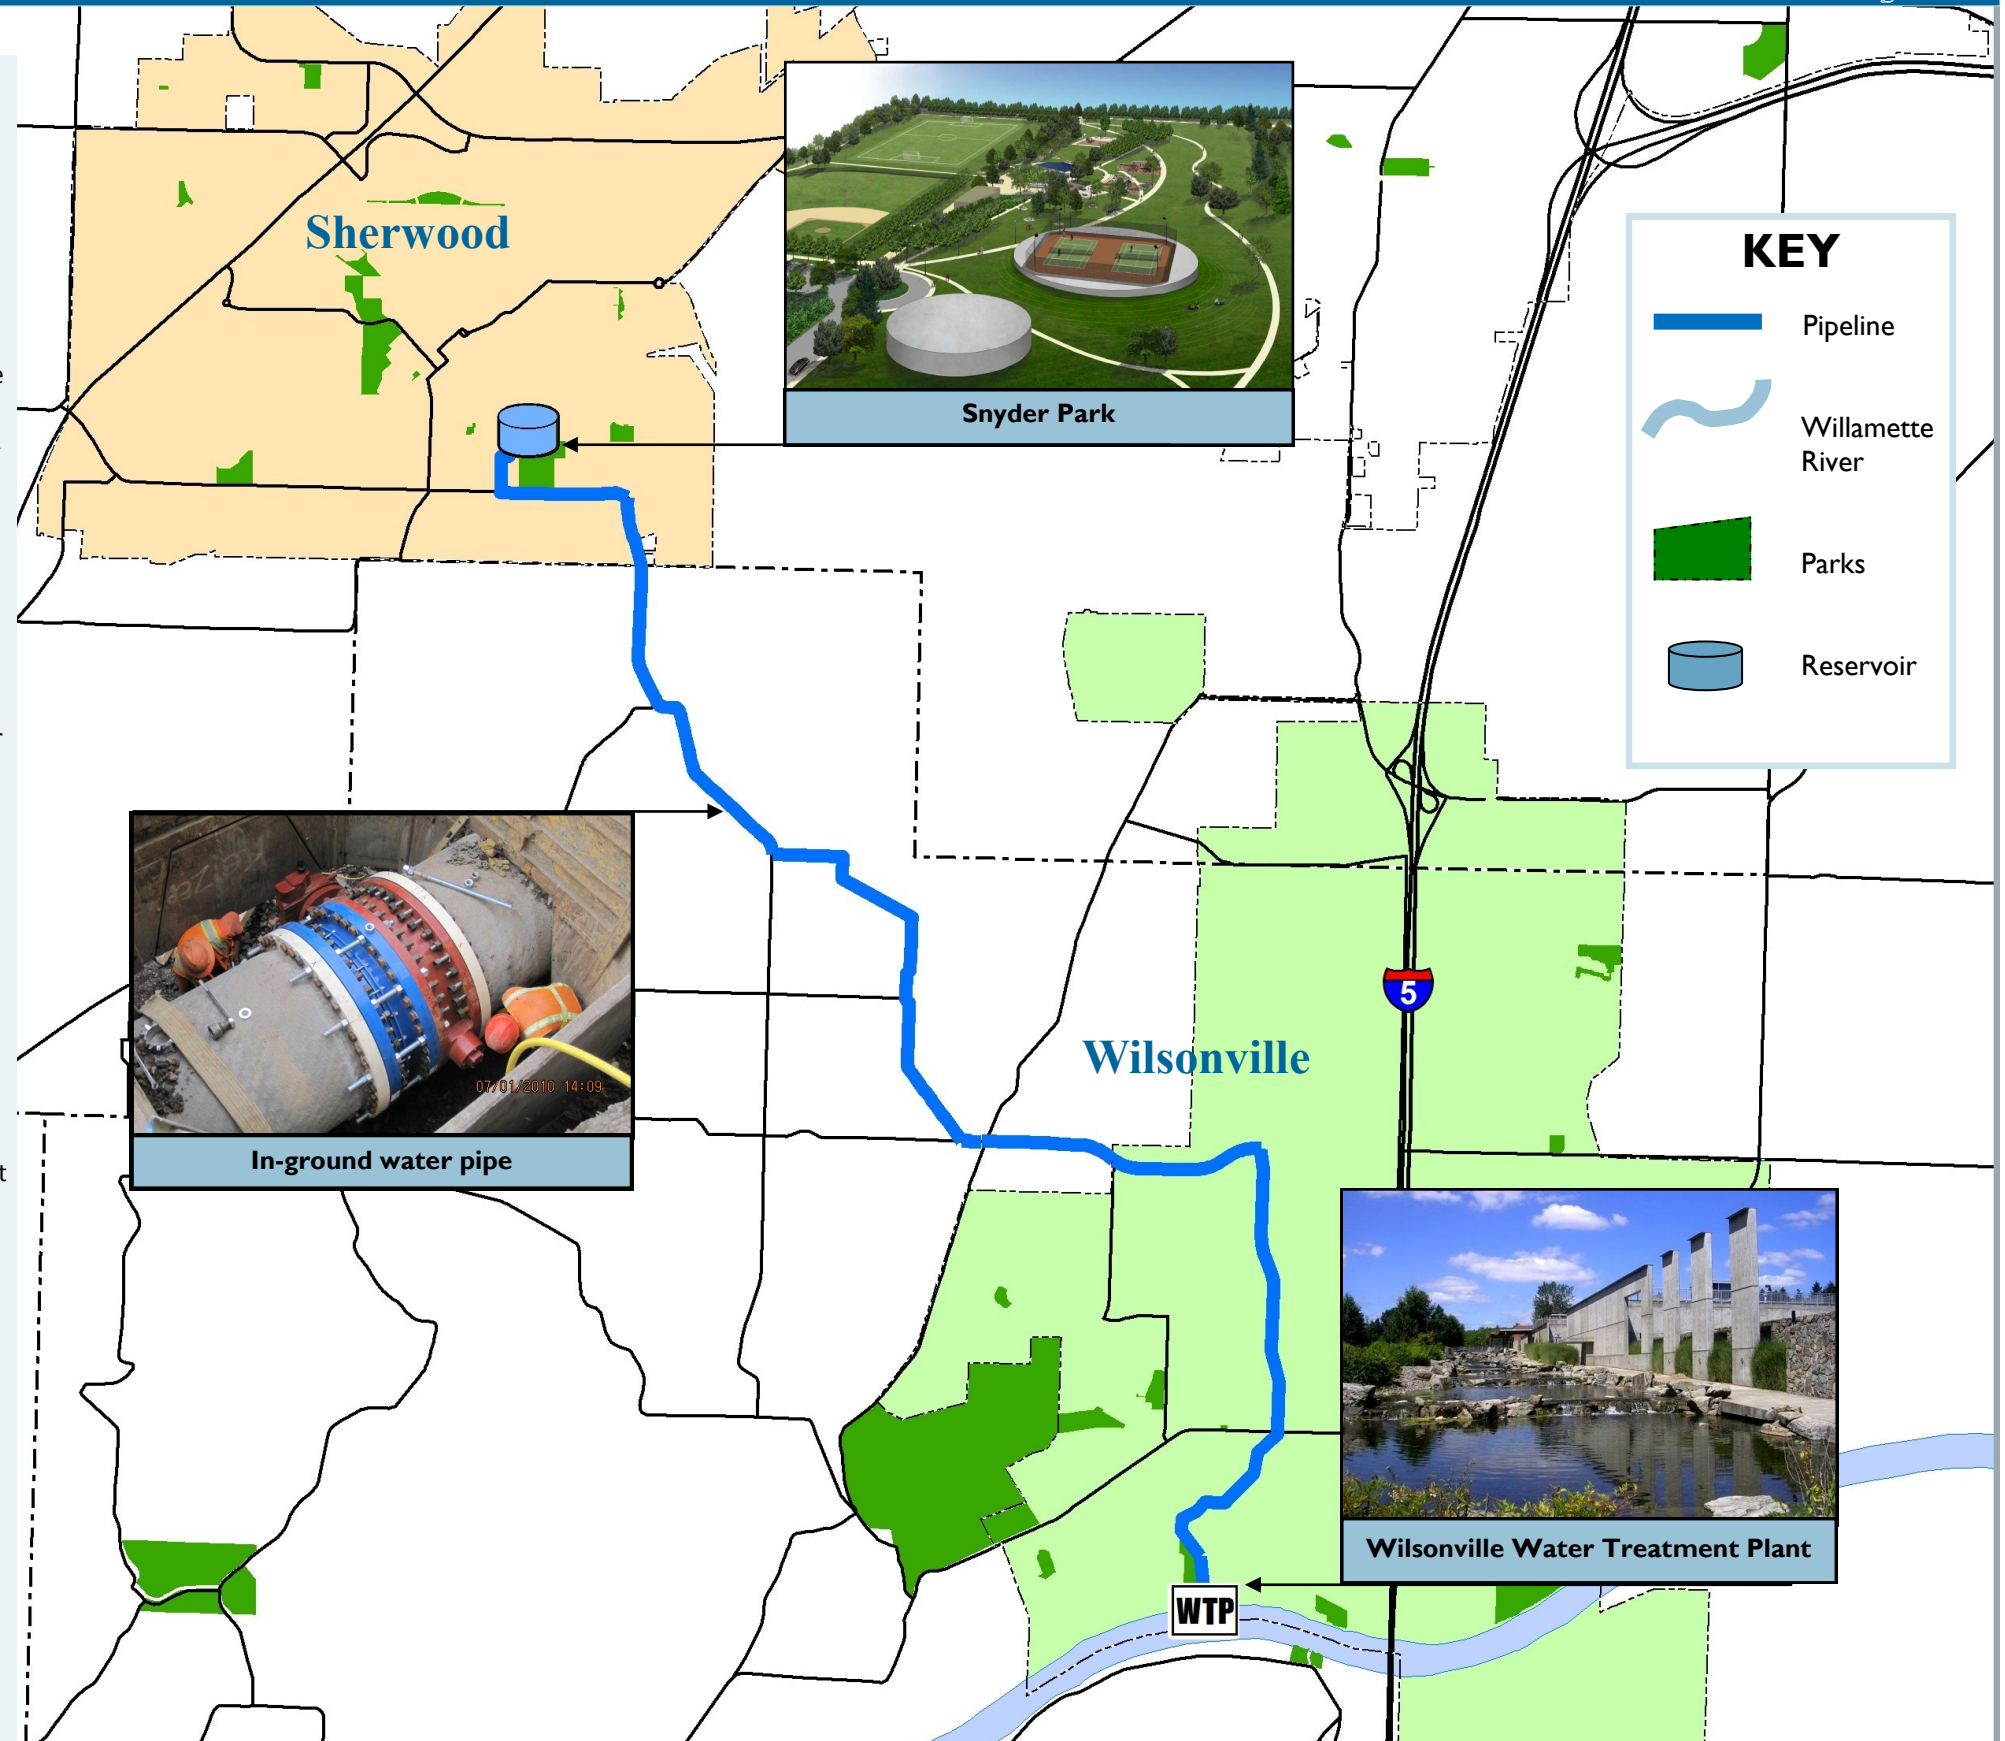 Sherwood
Snyder Park
KEY
Pipeline
Willamette
River
Parks
Reservoir
5
Wilsonville
07/01/2010 14:09
In-ground water pipe
Wilsonville Water Treatment Plant
WTP